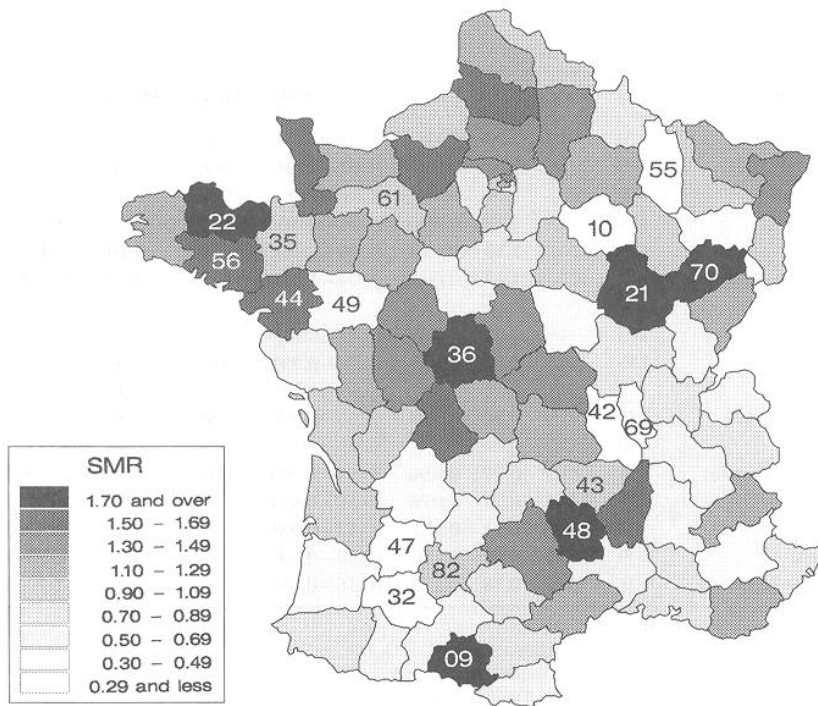 55
61
22
10
35
56
70
44
21
49
36
42
69
SMR
1.70 and over
1.50 – 1.69
1.30 – 1.49
1.10 – 1.29
0.90 – 1.09
0.70 – 0.89
0.50 – 0.69
0.30 – 0.49
0.29 and less
43
48
47
82
32
09